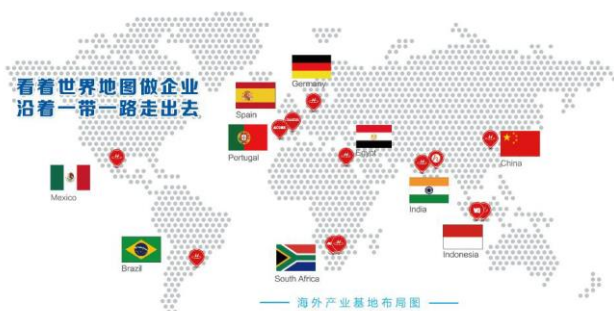 看着世界地图做企业
沿着一带一路走出去
Germany
Spain
Portugal
Egypt
China
Mexico
India
Brazil
South Africa
Indonesia
海外产业基地布局图